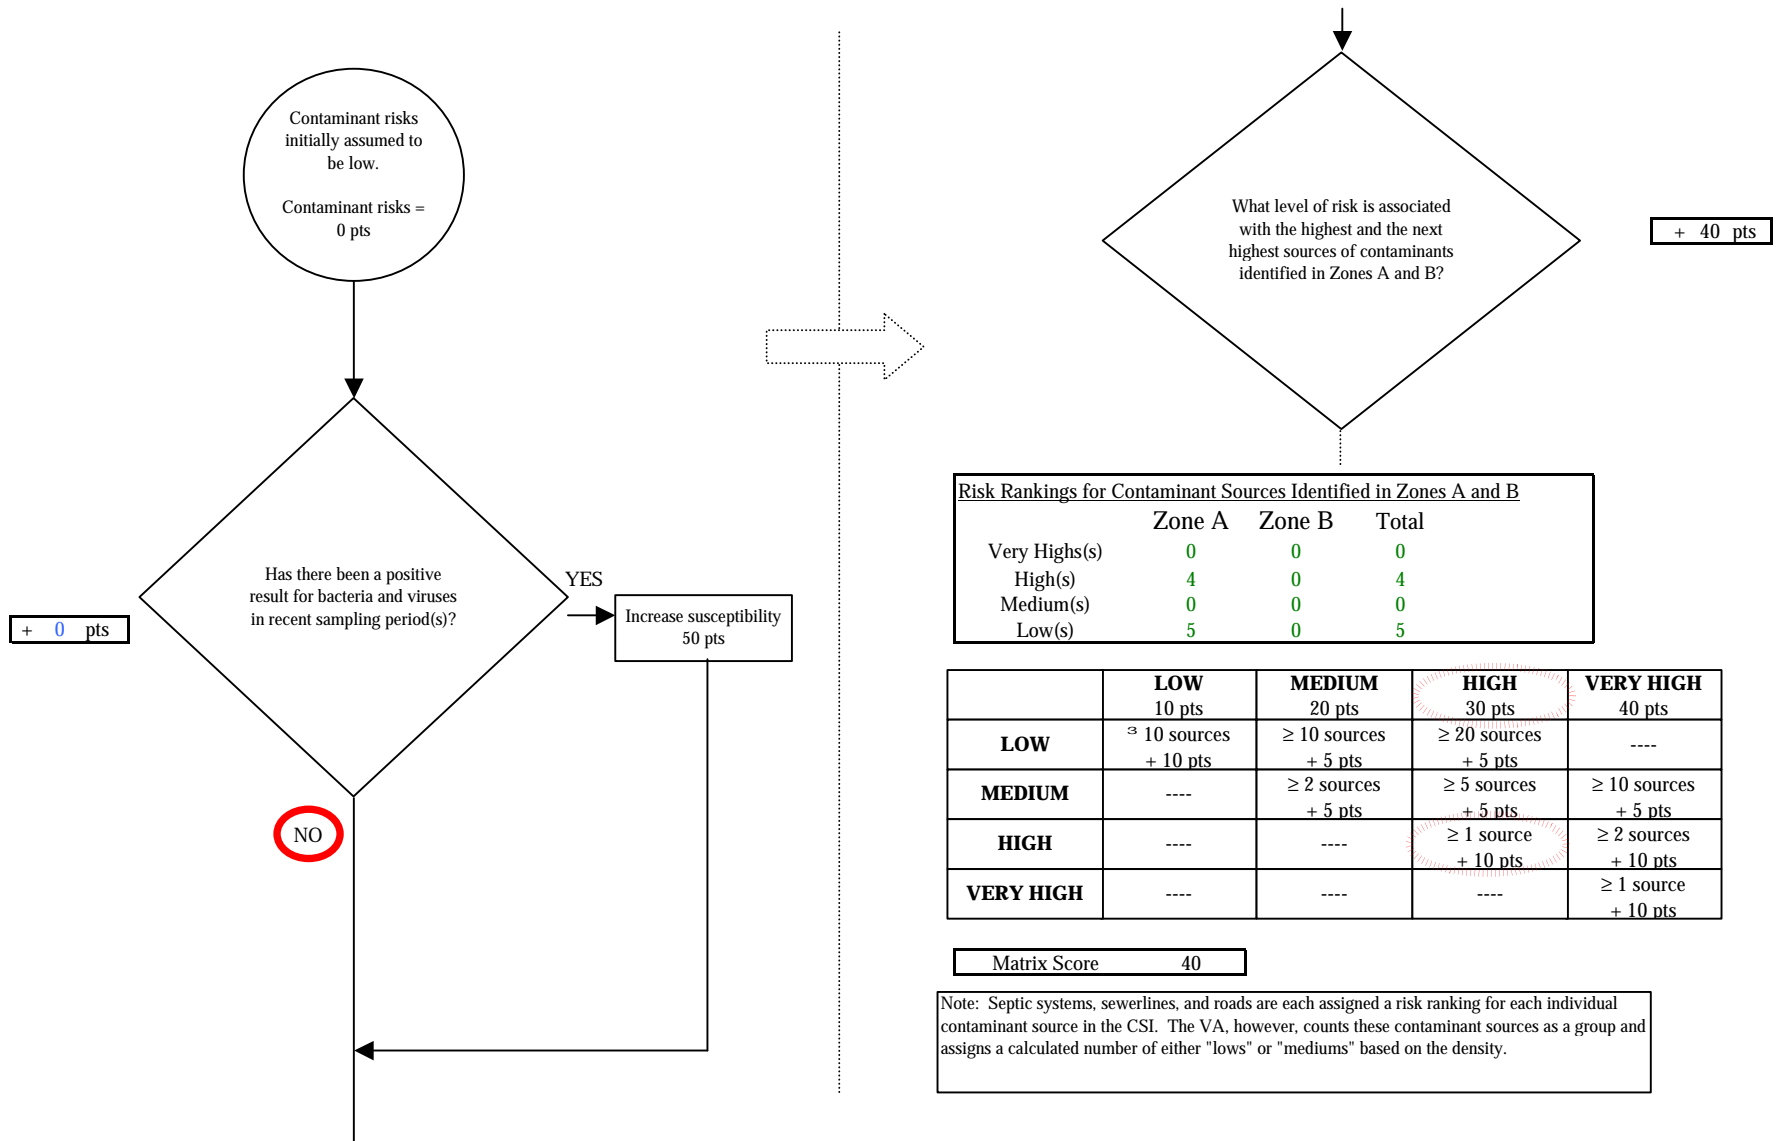 Contaminant risks
initially assumed to
be low.
Contaminant risks =
0 pts
Has there been a positive
result for bacteria and viruses
in recent sampling period(s)?
+ 0 pts
YES
Increase susceptibility
50 pts
NO
What level of risk is associated
with the highest and the next
highest sources of contaminants
identified in Zones A and B?
+ 40 pts
Risk Rankings for Contaminant Sources Identified in Zones A and B
Zone A Zone B Total
Very Highs(s) 0 0 0
High(s) 4 0 4
Medium(s) 0 0 0
Low(s) 5 0 5
LOW MEDIUM HIGH VERY HIGH
10 pts 20 pts 30 pts 40 pts
LOW ³ 10 sources ≥ 10 sources ≥ 20 sources ----
+ 10 pts + 5 pts + 5 pts
MEDIUM ---- ≥ 2 sources ≥ 5 sources ≥ 10 sources
+ 5 pts + 5 pts + 5 pts
HIGH ---- ---- ≥ 1 source ≥ 2 sources
+ 10 pts + 10 pts
VERY HIGH ---- ---- ---- ≥ 1 source
+ 10 pts
Matrix Score 40
Note: Septic systems, sewerlines, and roads are each assigned a risk ranking for each individual
contaminant source in the CSI. The VA, however, counts these contaminant sources as a group and
assigns a calculated number of either "lows" or "mediums" based on the density.